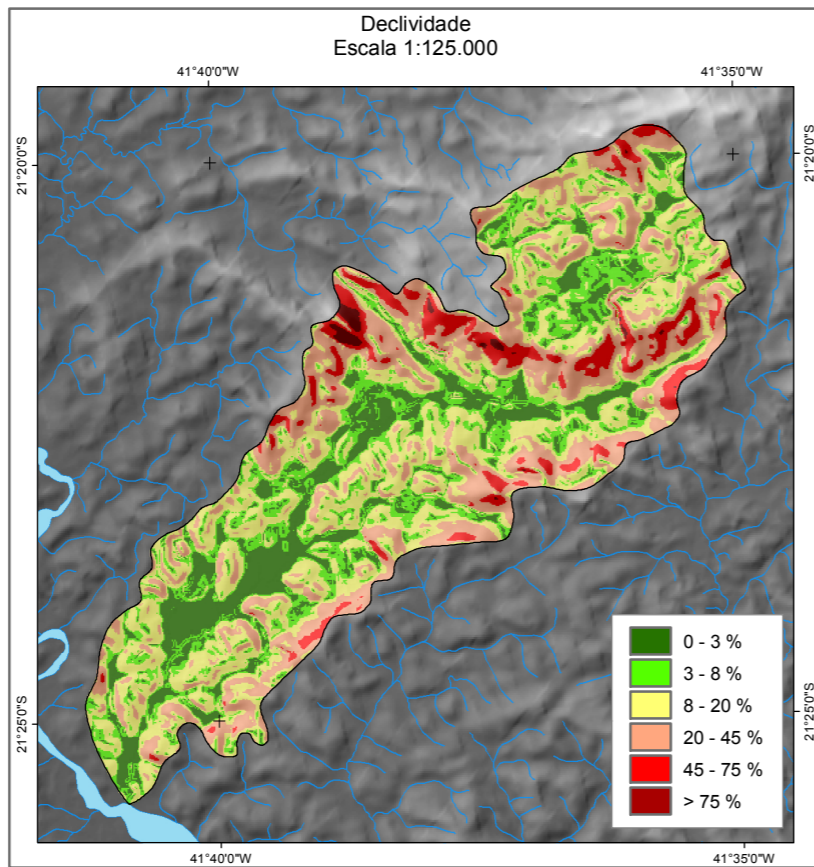 Declividade
Escala 1:125.000
41°40'0"W
41°35'0"W
21°20'0"S
21°20'0"S
21°25'0"S
21°25'0"S
0 - 3 %
3 - 8 %
8 - 20 %
20 - 45 %
45 - 75 %
> 75 %
41°40'0"W
41°35'0"W